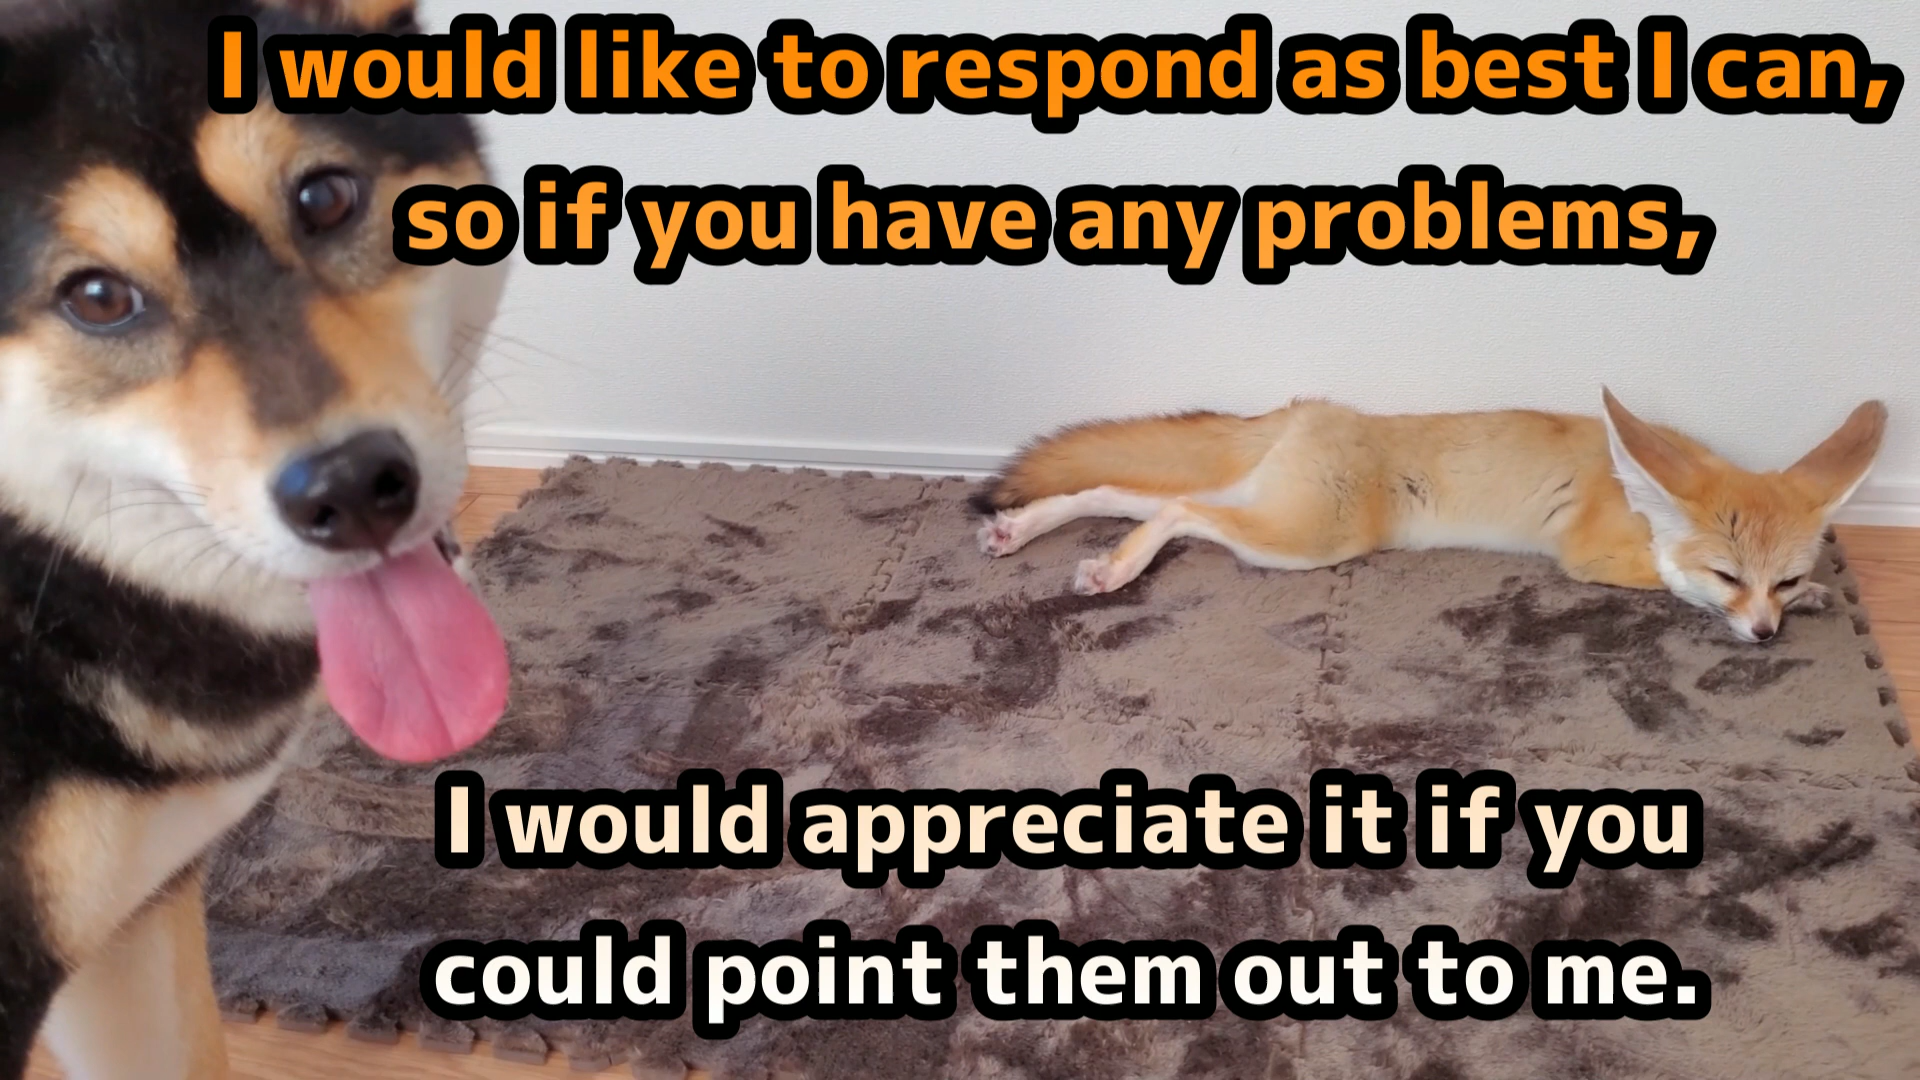 I would like to respond as best I can,
so if you have any problems,
I would appreciate it if you
could point them out to me.